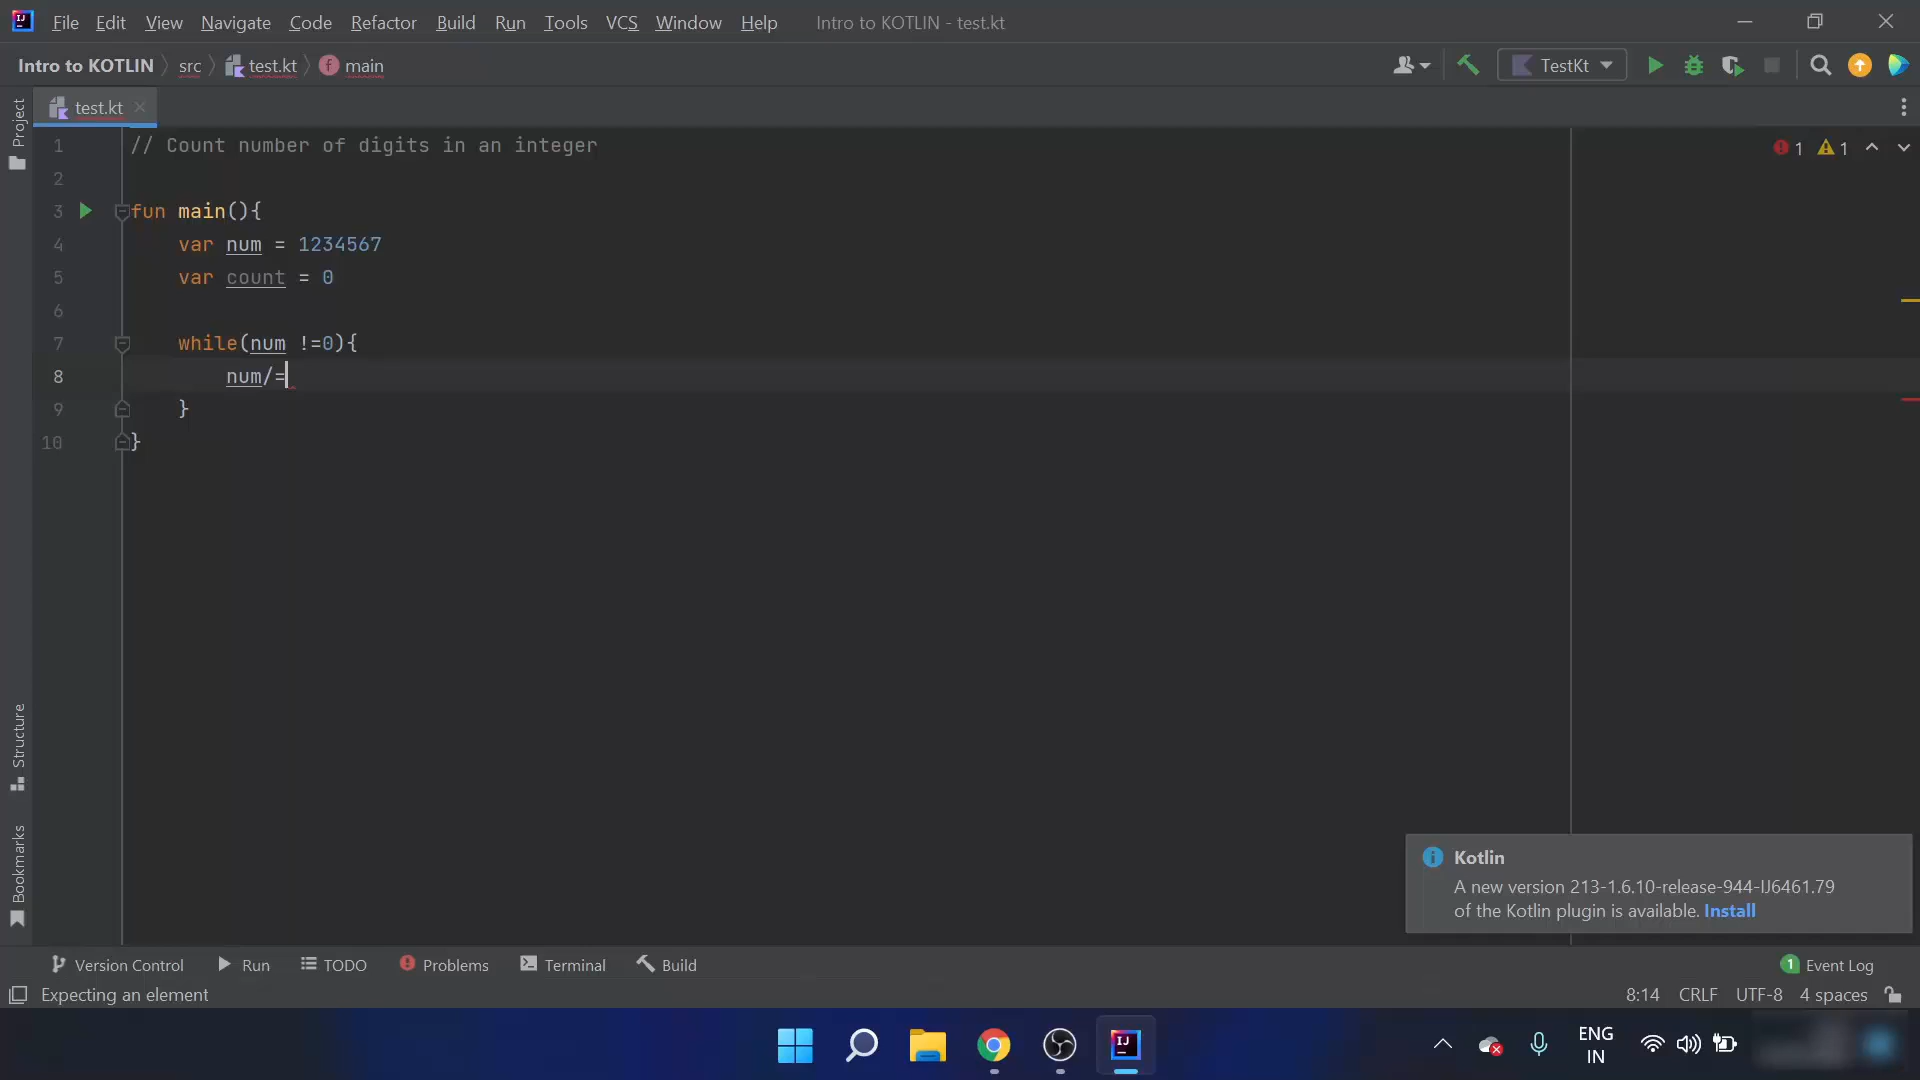 File Edit View Navigate Code Refactor Build Run Tools VCS Window Help Intro to KOTLIN - test.kt
Intro to KOTLIN src test.kt main TestKt
Project
test.kt
1 // Count number of digits in an integer
1 1
2
3 fun main(){
4 var num = 1234567
5 var count = 0
6
7 while(num !=0){
8 num/=
9 }
10 }
Structure
Bookmarks
Kotlin
A new version 213-1.6.10-release-944-IJ6461.79
of the Kotlin plugin is available. Install
Version Control Run TODO Problems Terminal Build 1 Event Log
Expecting an element 8:14 CRLF UTF-8 4 spaces
ENG
IN